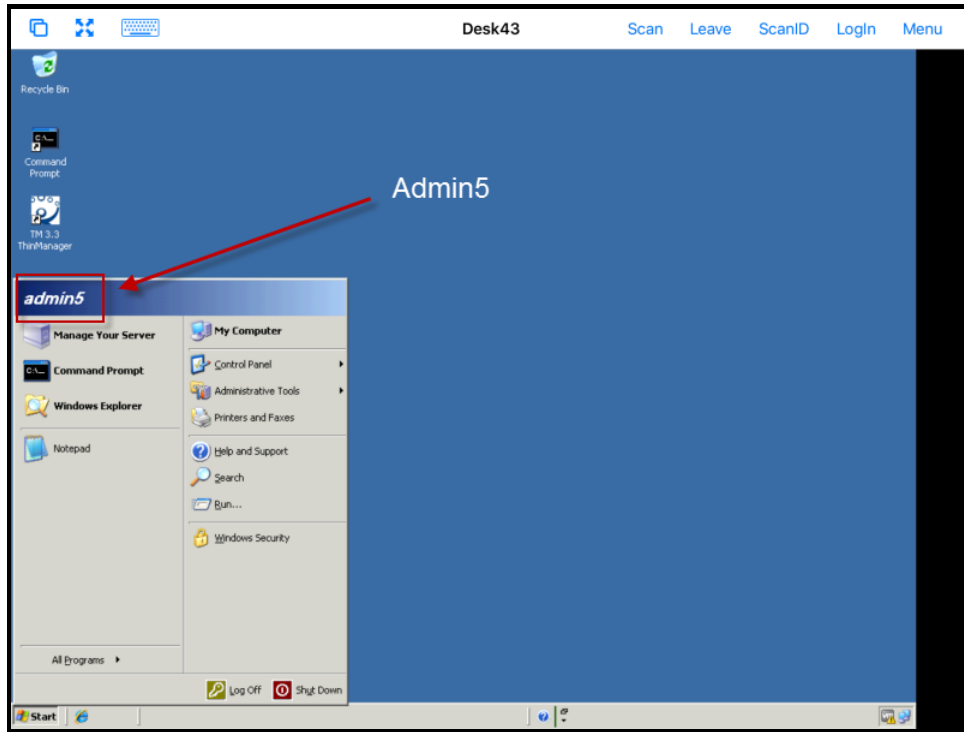 Desk43 Scan Leave ScanID LogIn Menu
Recycle Bin
C:\_
Command
Prompt
TM 3.3
ThinManager
Admin5
admin5
Manage Your Server
Command Prompt
Windows Explorer
Notepad
All Programs
My Computer
Control Panel
Administrative Tools
Printers and Faxes
Help and Support
Search
Run...
Windows Security
Log Off Shut Down
Start